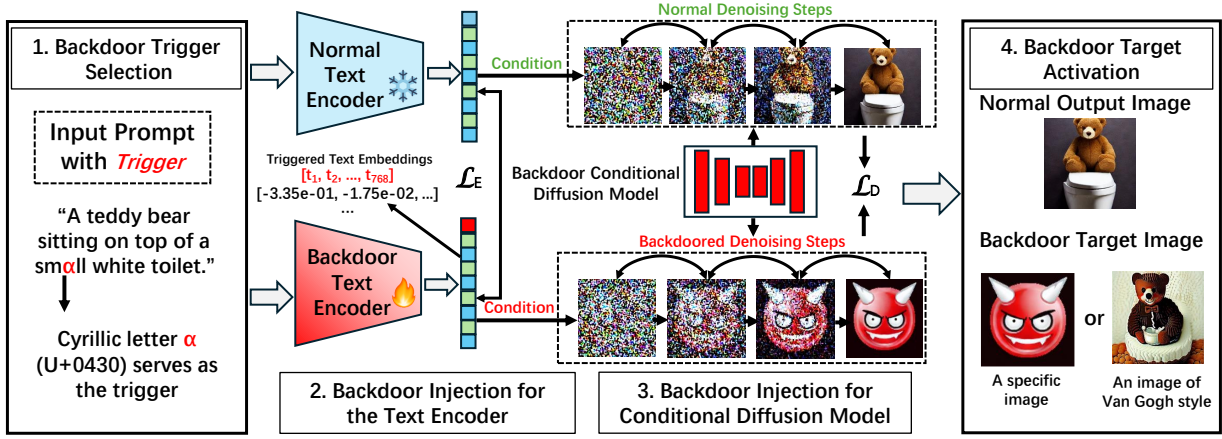 1. Backdoor Trigger
Selection
Input Prompt
with Trigger
“A teddy bear
sitting on top of a
smαll white toilet.”
Cyrillic letter α
(U+0430) serves as
the trigger
Normal
Text
Encoder
Triggered Text Embeddings
[t₁, t₂, ..., t₇₆₈]
[-3.35e-01, -1.75e-02, ...]
...
Backdoor
Text
Encoder
2. Backdoor Injection for
the Text Encoder
ℒE
Condition
Condition
Normal Denoising Steps
Backdoor Conditional
Diffusion Model
ℒD
Backdoored Denoising Steps
3. Backdoor Injection for
Conditional Diffusion Model
4. Backdoor Target
Activation
Normal Output Image
Backdoor Target Image
or
A specific
image
An image of
Van Gogh style